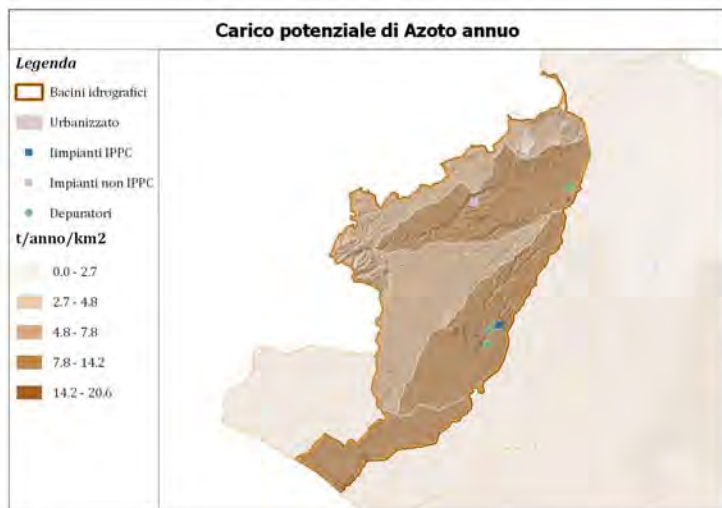 Carico potenziale di Azoto annuo
Legenda
Bacini idrografici
Urbanizzato
Iimpianti IPPC
Impianti non IPPC
Depuratori
t/anno/km2
0.0 - 2.7
2.7 - 4.8
4.8 - 7.8
7.8 - 14.2
14.2 - 20.6